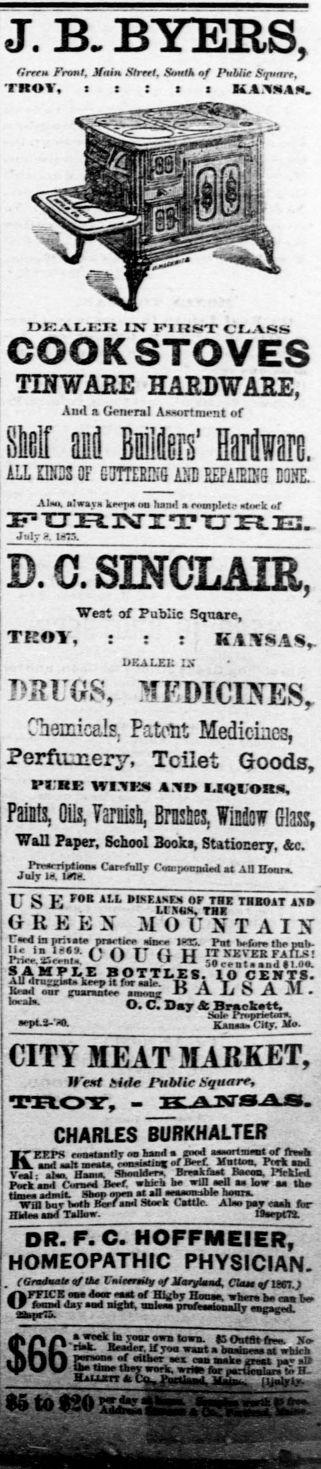 J. B. BYERS,
Green Front, Main Street, South of Public Square,
TROY, : : : : : KANSAS.
DEALER IN FIRST CLASS
COOK STOVES
TINWARE HARDWARE,
And a General Assortment of
Shelf and Builders' Hardware.
ALL KINDS OF GUTTERING AND REPAIRING DONE.
Also, always keeps on hand a complete stock of
FURNITURE.
July 8, 1875.
D. C. SINCLAIR,
West of Public Square,
TROY, : : : KANSAS,
DEALER IN
DRUGS, MEDICINES,
Chemicals, Patent Medicines,
Perfumery, Toilet Goods,
PURE WINES AND LIQUORS,
Paints, Oils, Varnish, Brushes, Window Glass,
Wall Paper, School Books, Stationery, &c.
Prescriptions Carefully Compounded at All Hours.
July 18,
USE FOR ALL DISEASES OF THE THROAT AND
LUNGS, THE
GREEN MOUNTAIN
Used in private practice since 1835. Put before the pub-
lic in 1869. COUGH IT NEVER FAILS!
Price, 25 cents, 50 cents and $1.00.
SAMPLE BOTTLES, 10 CENTS.
All druggists keep it for sale. BALSAM.
Read our guarantee among
locals. O. C. Day & Brackett,
Sole Proprietors,
sept.2-'80. Kansas City, Mo.
CITY MEAT MARKET,
West Side Public Square,
TROY, - KANSAS.
CHARLES BURKHALTER
KEEPS constantly on hand a good assortment of fresh
and salt meats, consisting of Beef, Mutton, Pork and
Veal; also, Hams, Shoulders, Breakfast Bacon, Pickled
Pork and Corned Beef, which he will sell as low as the
times admit. Shop open at all seasonable hours.
Will buy both Beef and Stock Cattle. Also pay cash for
Hides and Tallow. 19sept72.
DR. F. C. HOFFMEIER,
HOMEOPATHIC PHYSICIAN.
(Graduate of the University of Maryland, Class of 1867.)
OFFICE one door east of Higby House, where he can be
found day and night, unless professionally engaged.
22apr75.
$66 a week in your own town. $5 Outfit free. No
risk. Reader, if you want a business at which
persons of either sex can make great pay all
the time they work, write for particulars to H.
HALLETT & Co., Portland, Maine. [1july1y.
$5 to $20 per day
Address